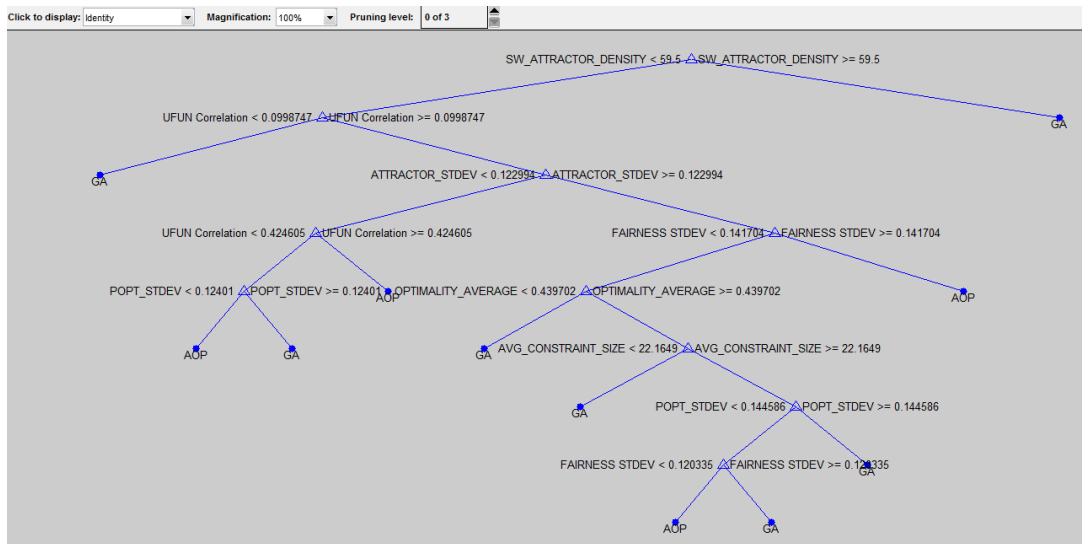 Click to display: Identity Magnification: 100% Pruning level: 0 of 3
SW_ATTRACTOR_DENSITY < 59.5 SW_ATTRACTOR_DENSITY >= 59.5
UFUN Correlation < 0.0998747 UFUN Correlation >= 0.0998747
GA
GA
ATTRACTOR_STDEV < 0.122994 ATTRACTOR_STDEV >= 0.122994
UFUN Correlation < 0.424605 UFUN Correlation >= 0.424605
FAIRNESS STDEV < 0.141704 FAIRNESS STDEV >= 0.141704
POPT_STDEV < 0.12401 POPT_STDEV >= 0.12401
AOP
OPTIMALITY_AVERAGE < 0.439702 OPTIMALITY_AVERAGE >= 0.439702
AOP
AOP
GA
GA
AVG_CONSTRAINT_SIZE < 22.1649 AVG_CONSTRAINT_SIZE >= 22.1649
GA
POPT_STDEV < 0.144586 POPT_STDEV >= 0.144586
FAIRNESS STDEV < 0.120335 FAIRNESS STDEV >= 0.120335
GA
AOP
GA